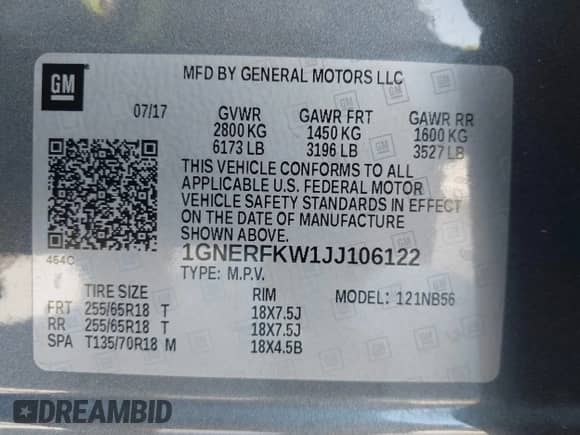 GM
MFD BY GENERAL MOTORS LLC
07/17 GVWR GAWR FRT GAWR RR
2800 KG 1450 KG 1600 KG
6173 LB 3196 LB 3527 LB
THIS VEHICLE CONFORMS TO ALL
APPLICABLE U.S. FEDERAL MOTOR
VEHICLE SAFETY STANDARDS IN EFFECT
ON THE DATE OF MANUFACTURE
SHOWN ABOVE.
464C 1GNERFKW1JJ106122
TYPE: M.P.V.
TIRE SIZE RIM MODEL: 121NB56
FRT 255/65R18 T 18X7.5J
RR 255/65R18 T 18X7.5J
SPA T135/70R18 M 18X4.5B
DREAMBID